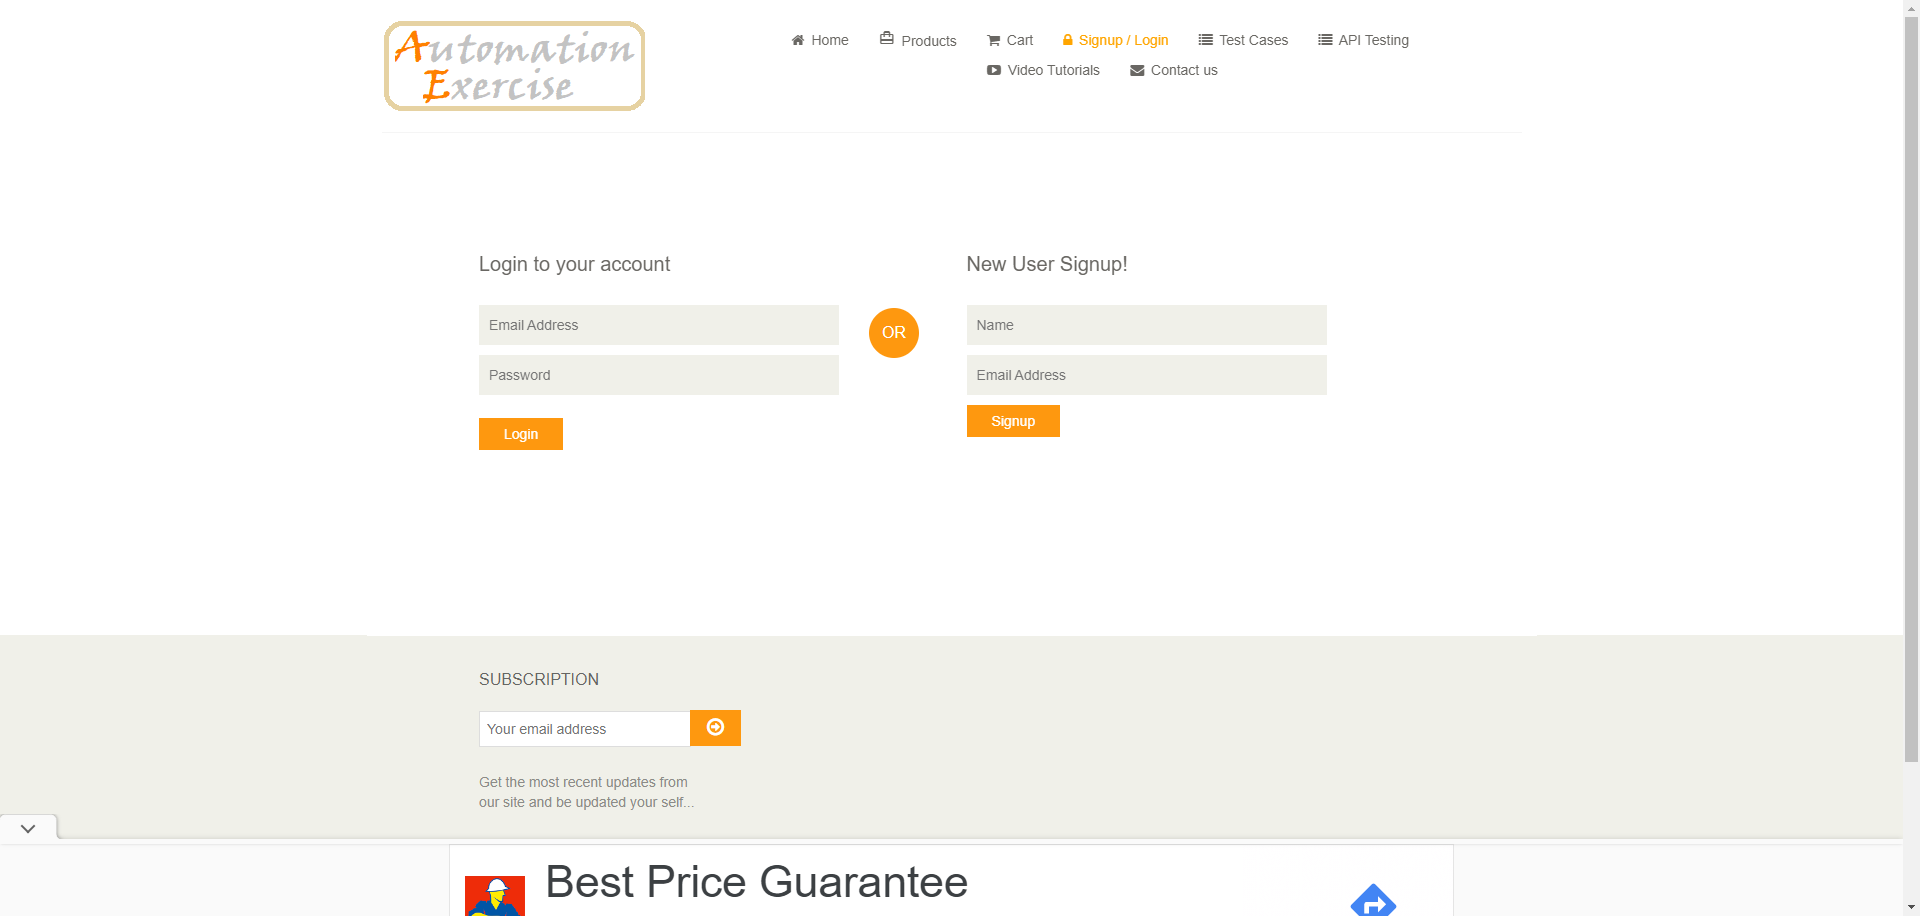 Automation
Exercise
Home
Products
Cart
Signup / Login
Test Cases
API Testing
Video Tutorials
Contact us
Login to your account
Email Address
Password
Login
OR
New User Signup!
Name
Email Address
Signup
SUBSCRIPTION
Your email address
Get the most recent updates from
our site and be updated your self...
Best Price Guarantee